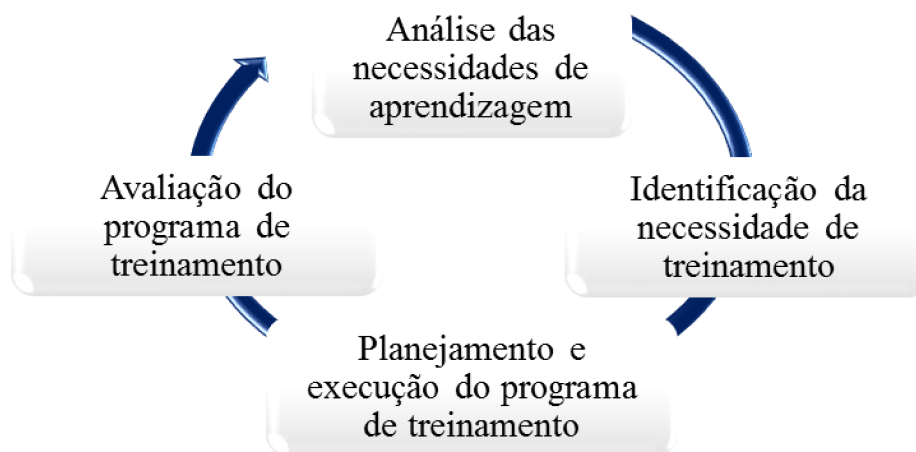 Análise das
necessidades de
aprendizagem
Identificação da
necessidade de
treinamento
Planejamento e
execução do programa
de treinamento
Avaliação do
programa de
treinamento